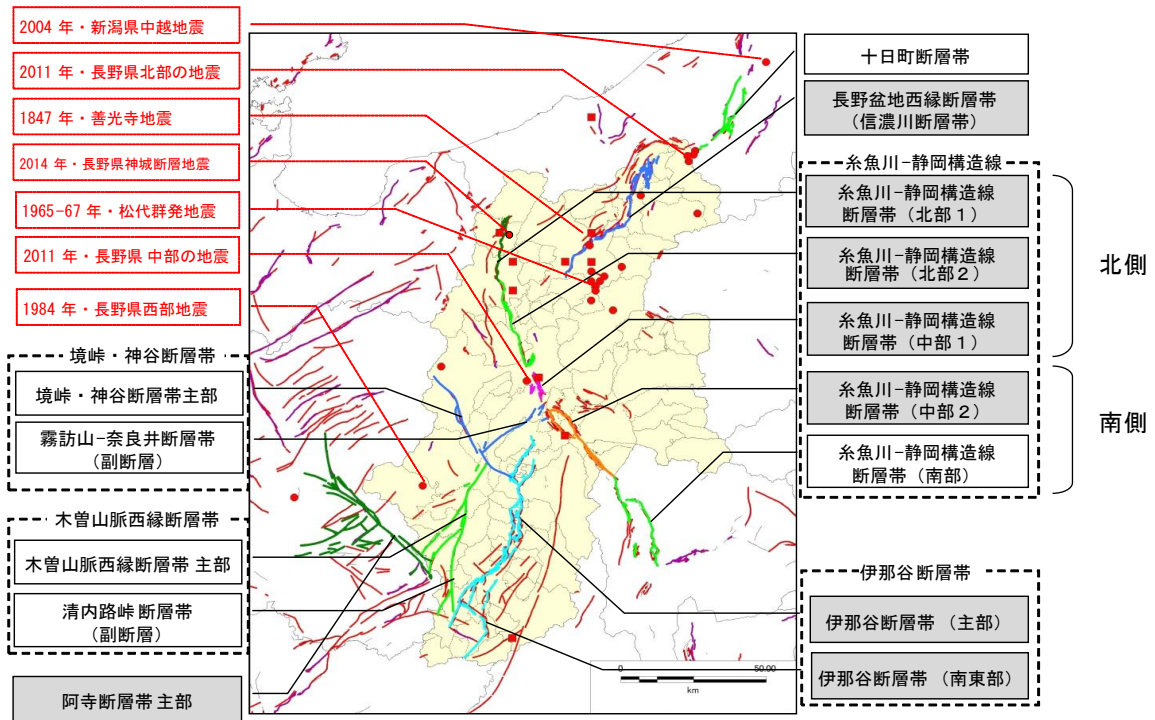 2004 年・新潟県中越地震
2011 年・長野県北部の地震
1847 年・善光寺地震
2014 年・長野県神城断層地震
1965-67 年・松代群発地震
2011 年・長野県 中部の地震
1984 年・長野県西部地震
境峠・神谷断層帯
境峠・神谷断層帯主部
霧訪山-奈良井断層帯
(副断層)
木曽山脈西縁断層帯
木曽山脈西縁断層帯 主部
清内路峠 断層帯
(副断層)
阿寺断層帯 主部
十日町断層帯
長野盆地西縁断層帯
(信濃川断層帯)
糸魚川-静岡構造線
糸魚川-静岡構造線
断層帯(北部1)
糸魚川-静岡構造線
断層帯(北部2)
糸魚川-静岡構造線
断層帯(中部1)
糸魚川-静岡構造線
断層帯(中部2)
糸魚川-静岡構造線
断層帯(南部)
北側
南側
伊那谷断層帯
伊那谷断層帯 (主部)
伊那谷断層帯 (南東部)
0 50.00
km